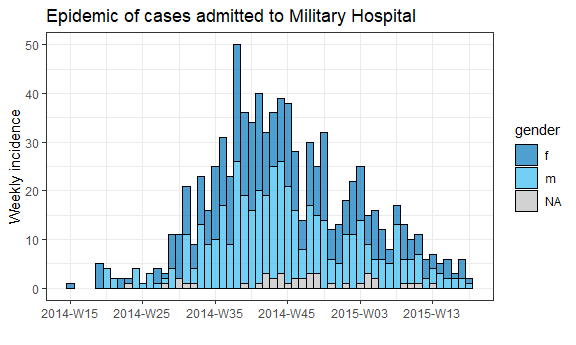 Epidemic of cases admitted to Military Hospital
Weekly incidence
50
40
30
20
10
0
2014-W15 2014-W25 2014-W35 2014-W45 2015-W03 2015-W13
gender
f
m
NA